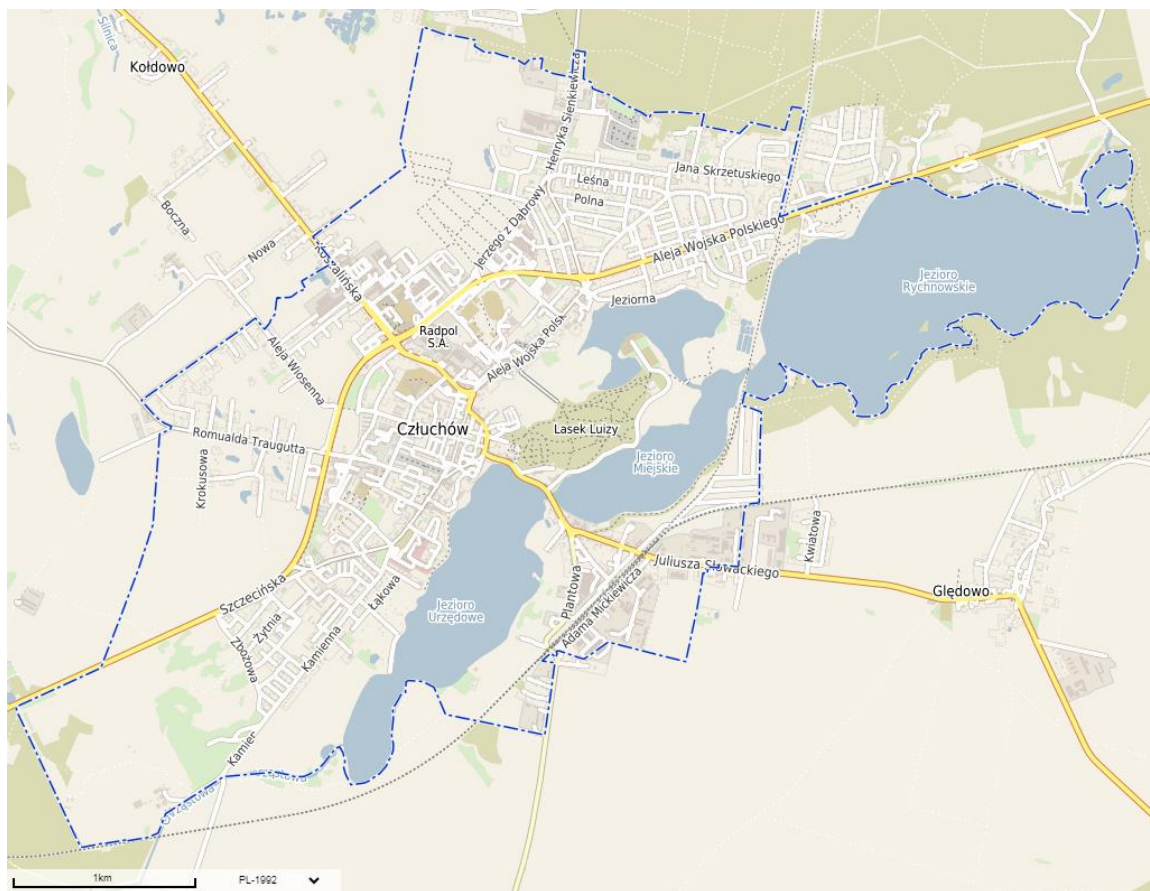 Silnica
Kołdowo
Henryka Sienkiewicza
Jana Skrzetuskiego
Leśna
Polna
Boczna
Nowa
Jerzego z Dąbrowy
Aleja Wojska Polskiego
Koszalińska
Jezioro
Rychnowskie
Jeziorna
Radpol
S.A.
Aleja Wojska Polsk
Aleja Wiosenna
Człuchów
Lasek Luizy
Romualda Traugutta
Krokusowa
Jezioro
Miejskie
Kwiatowa
Juliusza Słowackiego
Szczecińska
Łąkowa
Plantowa
Adama Mickiewicza
Ględowo
Jezioro
Urzędowe
Żytnia
Zbożowa
Kamienna
Kamier
1km
PL-1992